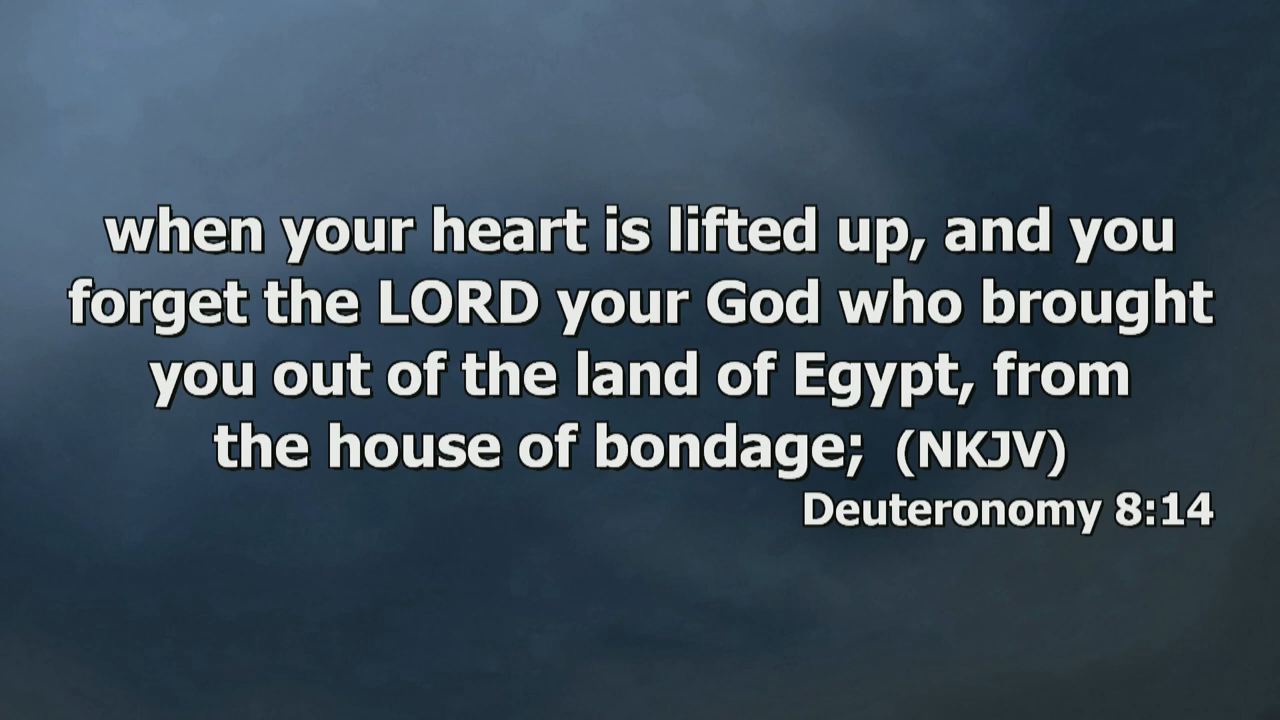 when your heart is lifted up, and you
forget the LORD your God who brought
you out of the land of Egypt, from
the house of bondage; (NKJV)
Deuteronomy 8:14